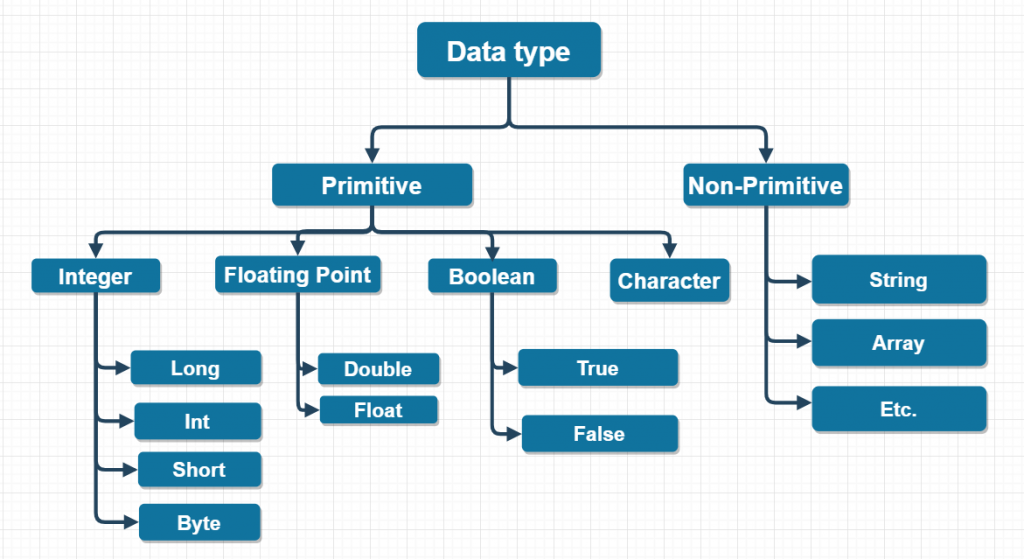 Data type
Primitive
Non-Primitive
Integer
Floating Point
Boolean
Character
String
Array
Etc.
Long
Int
Short
Byte
Double
Float
True
False